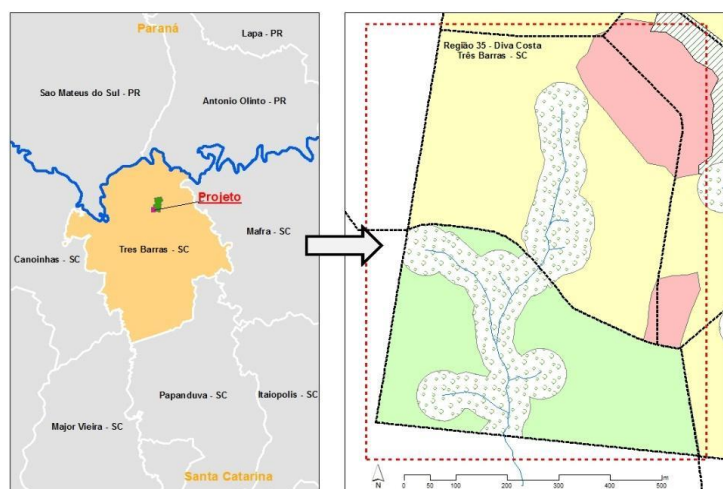 Paraná
Lapa - PR
Sao Mateus do Sul - PR
Antonio Olinto - PR
Projeto
Mafra - SC
Canoinhas - SC
Tres Barras - SC
Papanduva - SC
Itaiopolis - SC
Major Vieira - SC
Santa Catarina
Região 35 - Diva Costa
Três Barras - SC
N
0 50 100 200 300 400 500
m